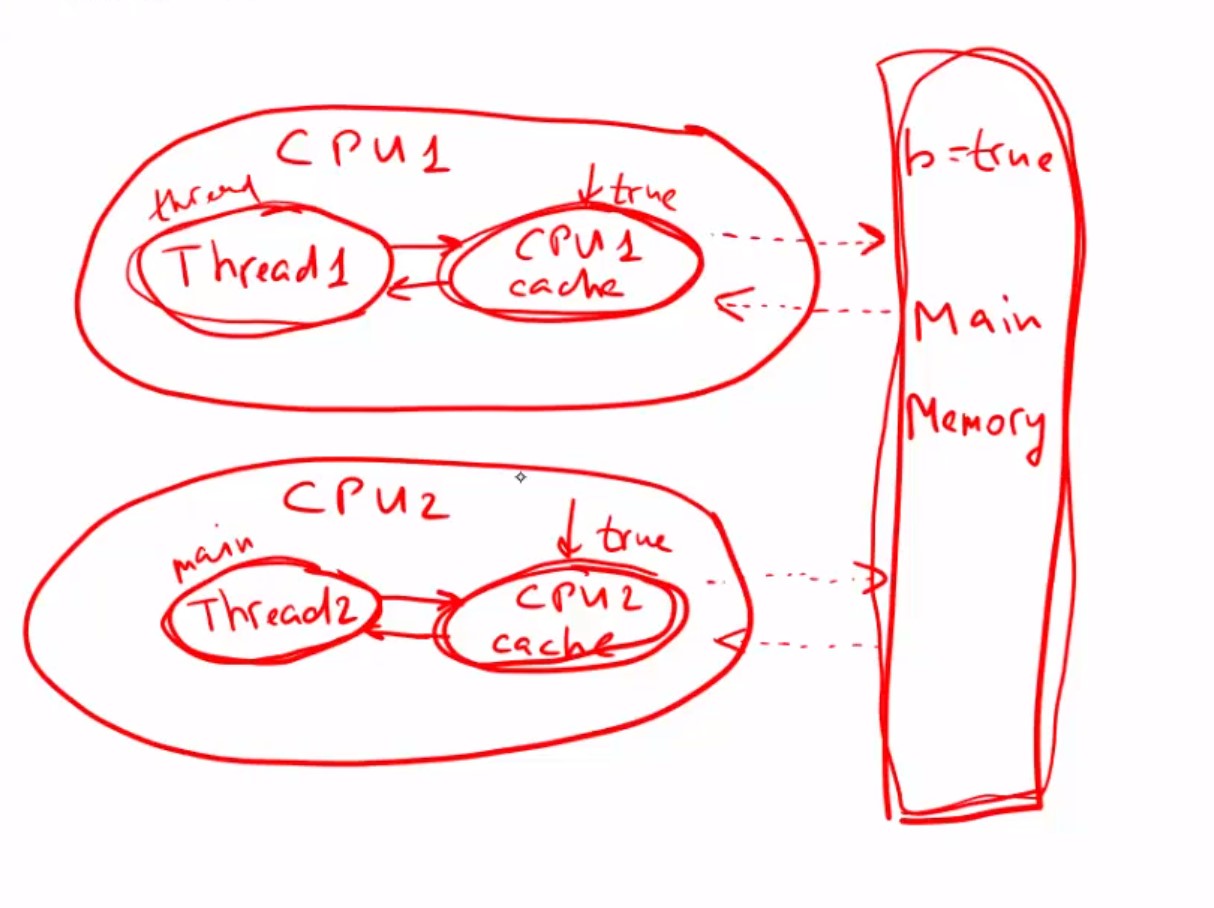 CPU1
thread
Thread1
↓ true
CPU1
cache
b=true
Main
Memory
CPU2
main
Thread2
↓ true
CPU2
cache